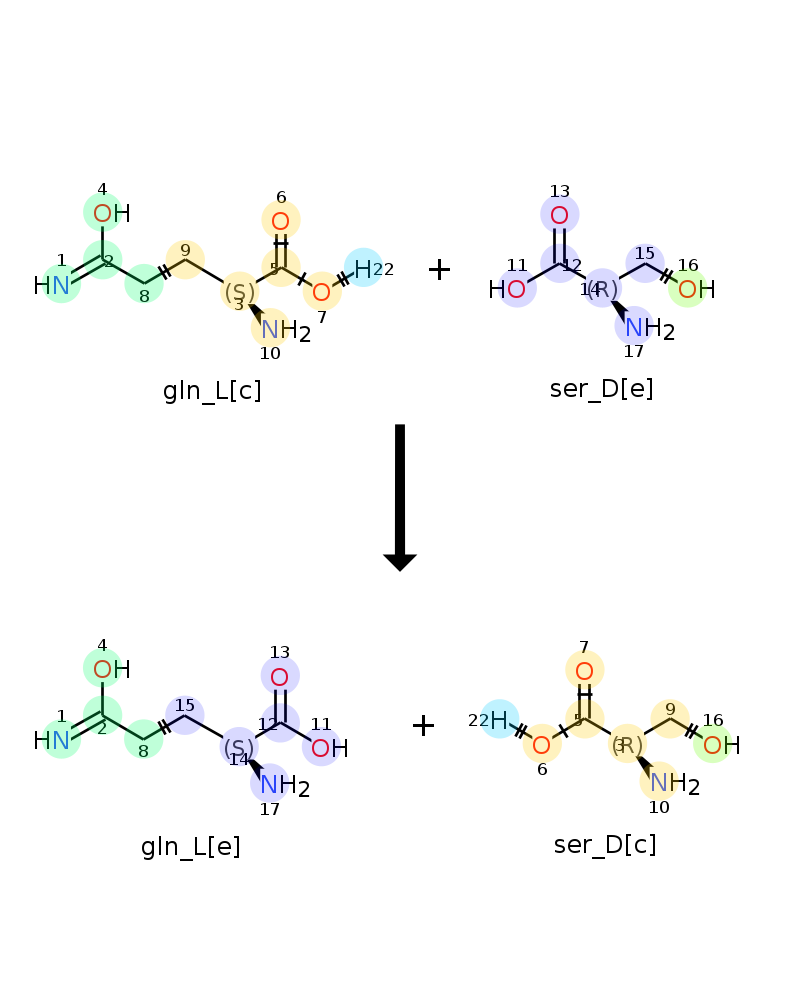 4 OH 6 O 13 O
1 HN 2 8 9 (S) 3 5 O 7 H 22 + 11 HO 12 14 (R) 15 16 OH
NH2 10 NH2 17
gln_L[c] ser_D[e]
4 OH 13 O 7 O
1 HN 2 8 15 (S) 14 12 11 OH + 22 H O 6 5 3 (R) 9 16 OH
NH2 17 NH2 10
gln_L[e] ser_D[c]